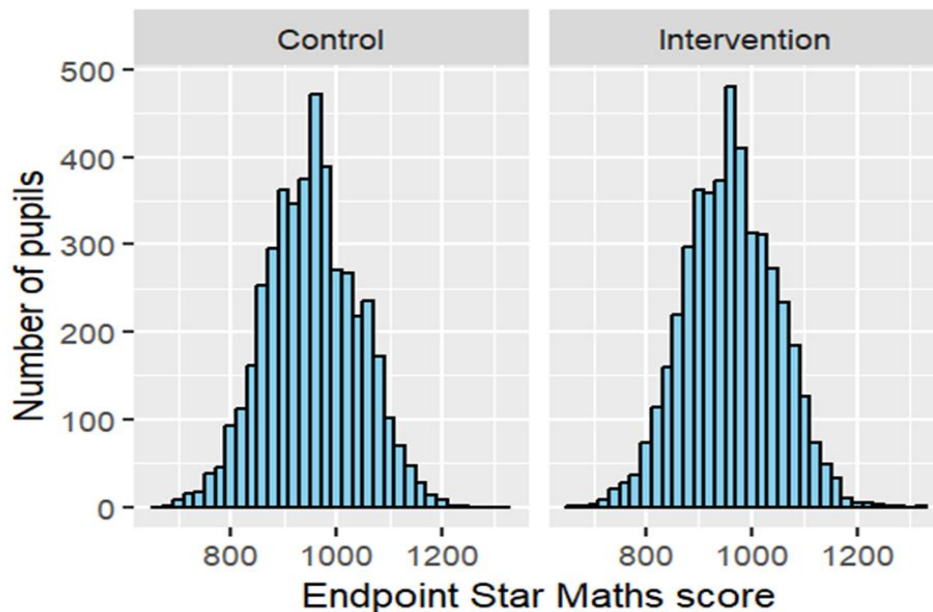 Control
Intervention
Number of pupils
500
400
300
200
100
0
800 1000 1200
800 1000 1200
Endpoint Star Maths score